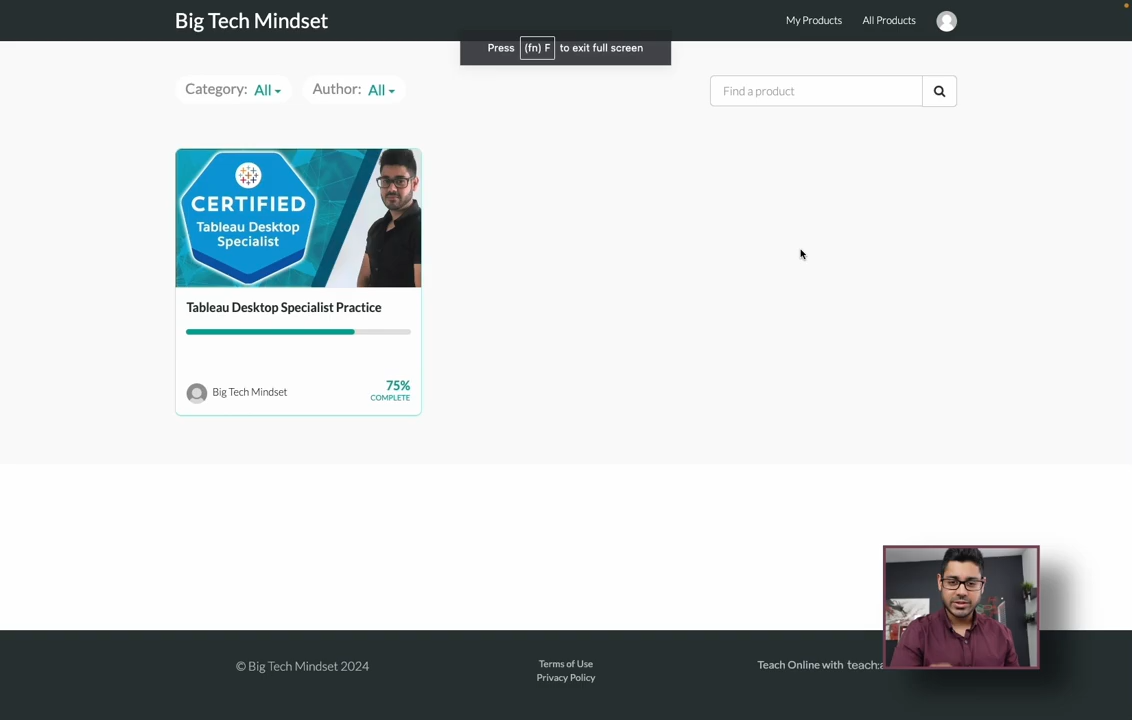 Big Tech Mindset
My Products
All Products
Press (fn) F to exit full screen
Category: All
Author: All
Find a product
CERTIFIED
Tableau Desktop
Specialist
Tableau Desktop Specialist Practice
Big Tech Mindset
75%
COMPLETE
© Big Tech Mindset 2024
Terms of Use
Privacy Policy
Teach Online with